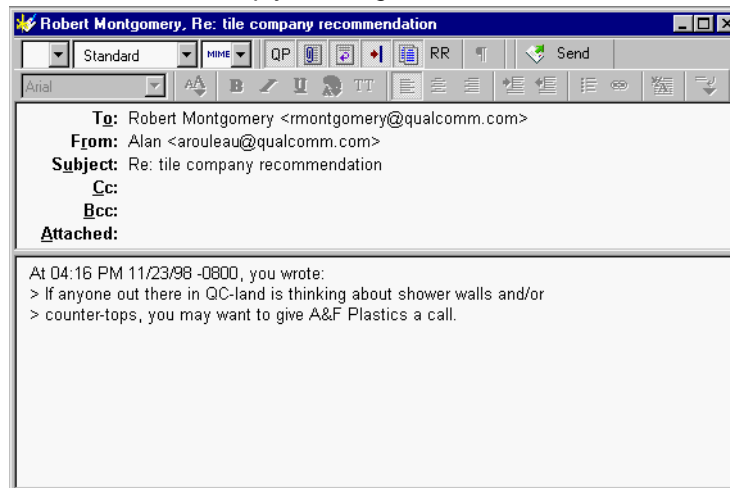 Robert Montgomery, Re: tile company recommendation
Standard MIME QP RR Send
Arial A A B I U TT
To: Robert Montgomery <rmontgomery@qualcomm.com>
From: Alan <arouleau@qualcomm.com>
Subject: Re: tile company recommendation
Cc:
Bcc:
Attached:
At 04:16 PM 11/23/98 -0800, you wrote:
> If anyone out there in QC-land is thinking about shower walls and/or
> counter-tops, you may want to give A&F Plastics a call.